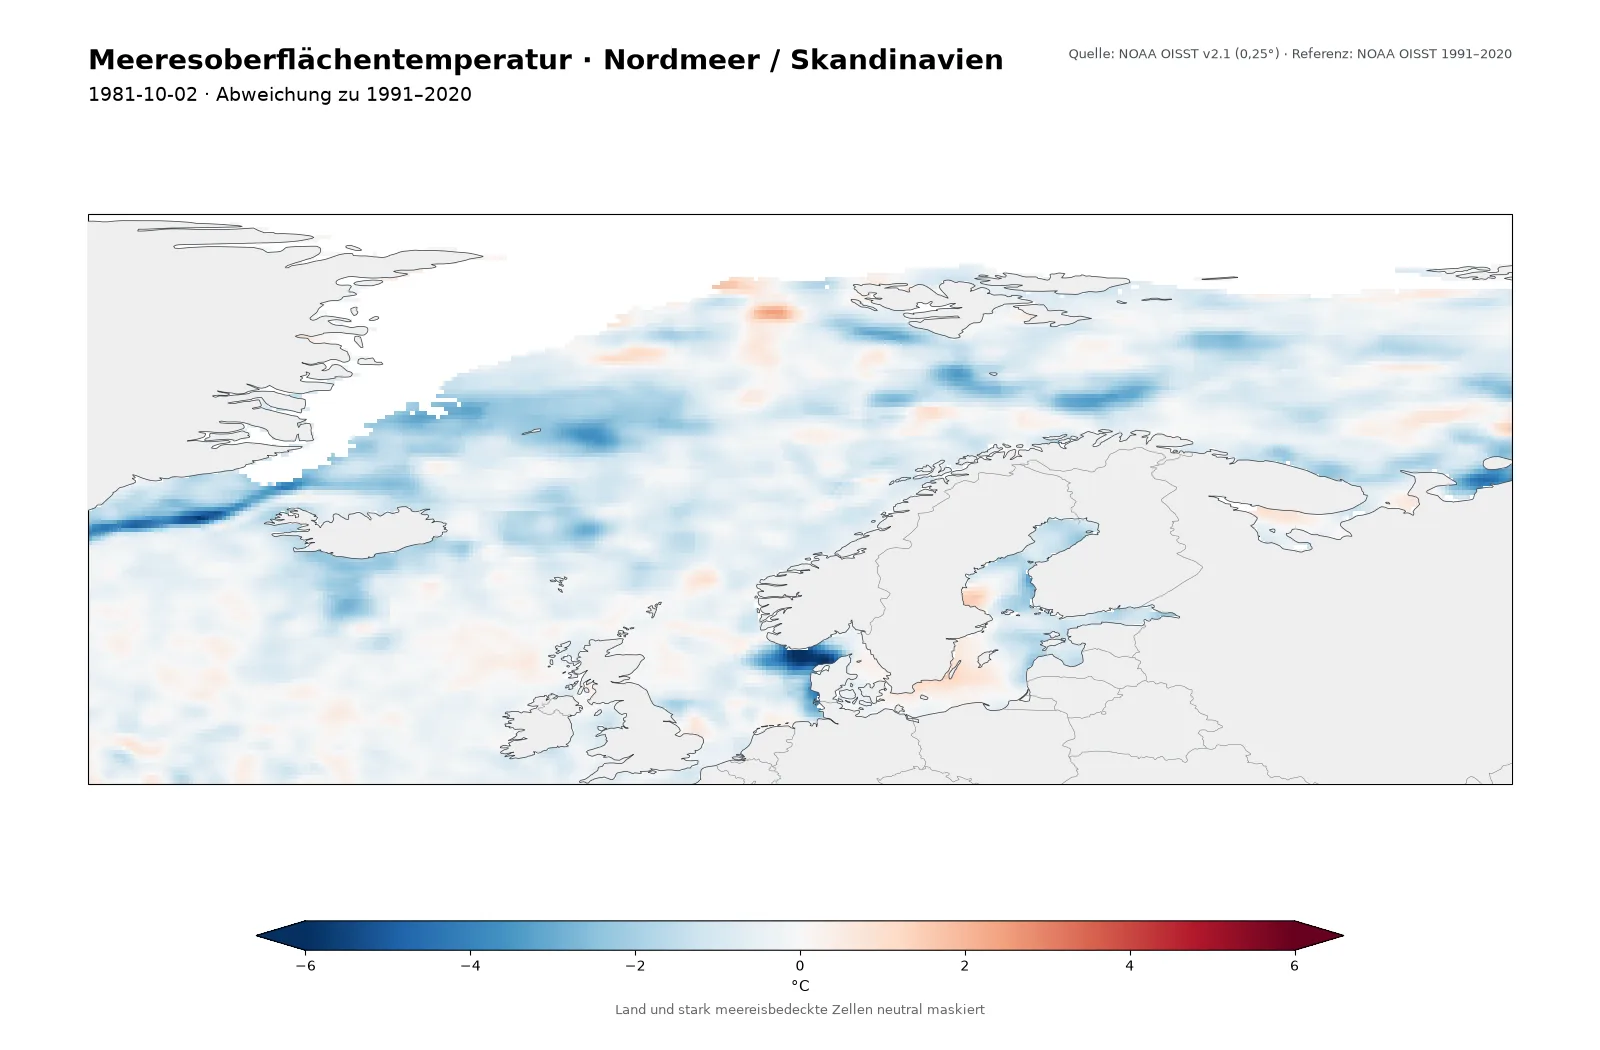 Meeresoberflächentemperatur · Nordmeer / Skandinavien
Quelle: NOAA OISST v2.1 (0,25°) · Referenz: NOAA OISST 1991–2020
1981-10-02 · Abweichung zu 1991–2020
−6 −4 −2 0 2 4 6
°C
Land und stark meereisbedeckte Zellen neutral maskiert